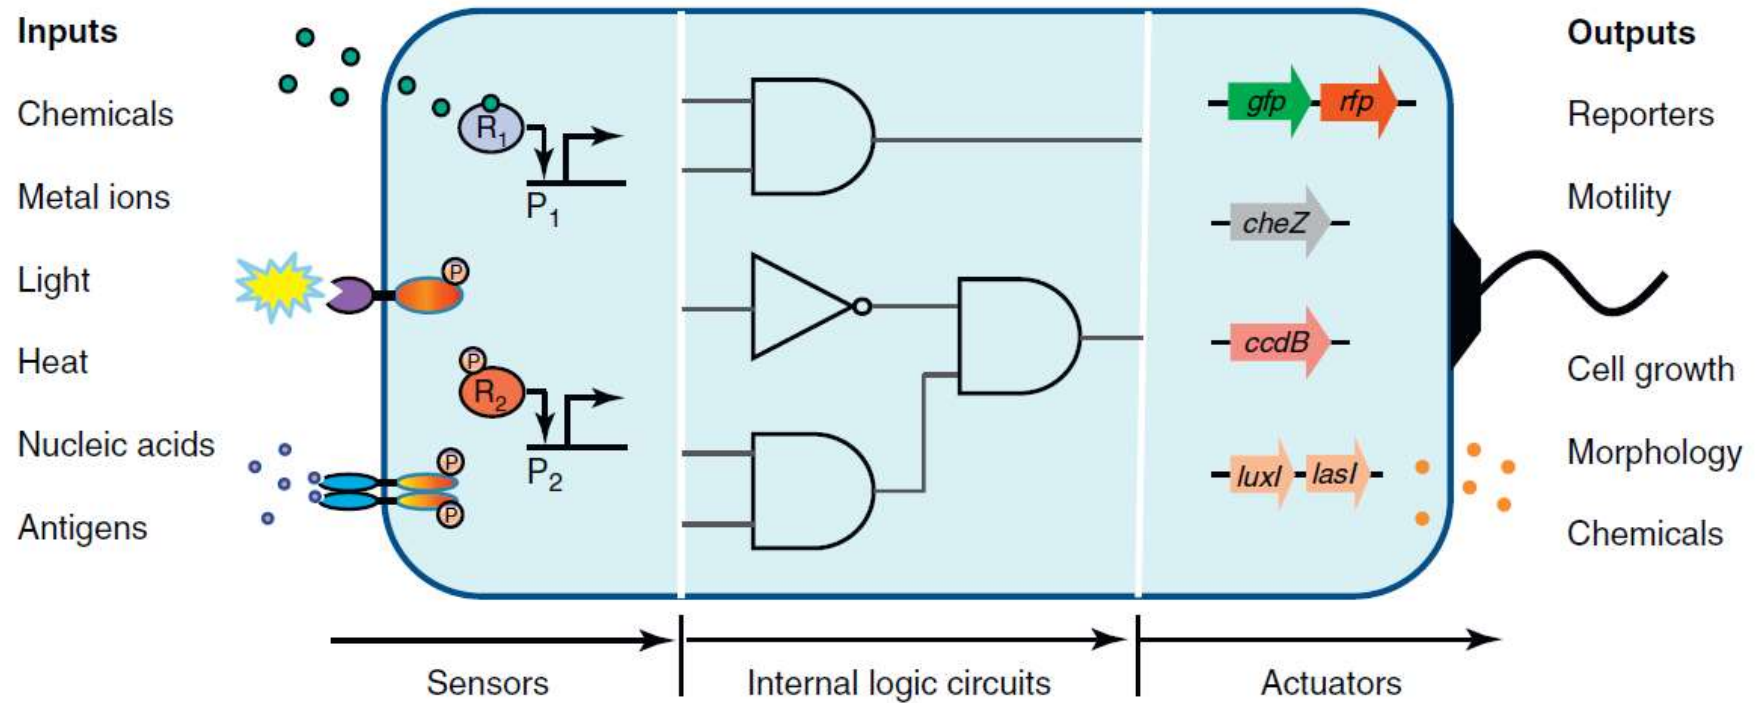 Inputs
Chemicals
Metal ions
Light
Heat
Nucleic acids
Antigens
R1
P1
P
P
R2
P2
P
P
gfp rfp
cheZ
ccdB
luxI lasI
Outputs
Reporters
Motility
Cell growth
Morphology
Chemicals
Sensors
Internal logic circuits
Actuators